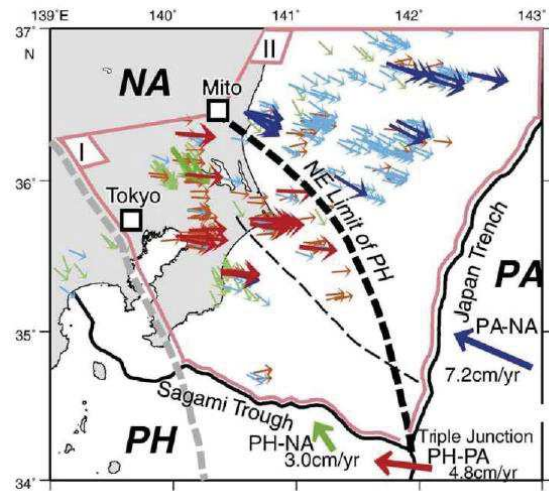 139°E 140° 141° 142° 143°
N
37°
II
NA
Mito
I
36°
Tokyo
NE Limit of PH
Japan Trench
PA
35°
PA-NA
7.2cm/yr
Sagami Trough
PH
PH-NA
3.0cm/yr
Triple Junction
PH-PA
4.8cm/yr
34°